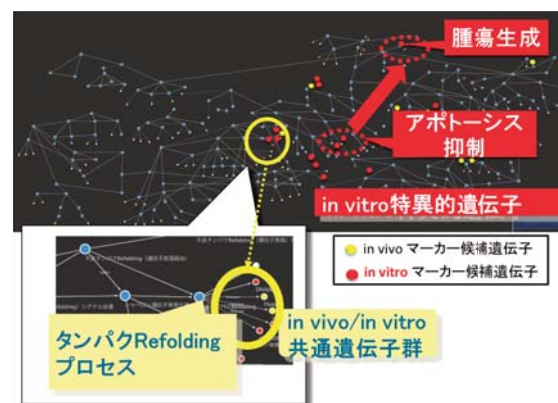 腫瘍生成
アポトーシス
抑制
in vitro特異的遺伝子
in vivo マーカー候補遺伝子
in vitro マーカー候補遺伝子
タンパクRefolding
プロセス
in vivo/in vitro
共通遺伝子群